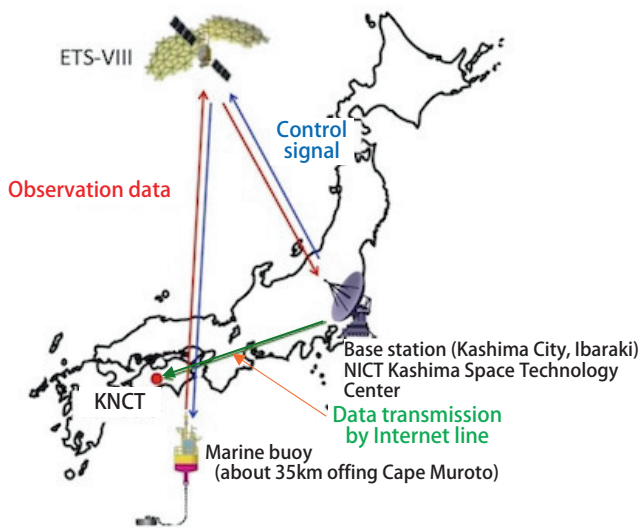 ETS-VIII
Control
signal
Observation data
Base station (Kashima City, Ibaraki)
NICT Kashima Space Technology
Center
KNCT
Data transmission
by Internet line
Marine buoy
(about 35km offing Cape Muroto)